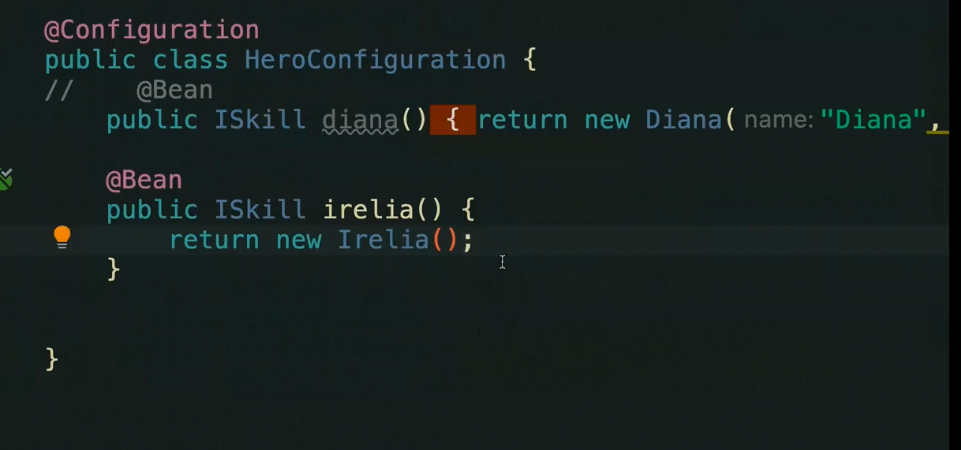 @Configuration
public class HeroConfiguration {
//    @Bean
    public ISkill diana() { return new Diana( name: "Diana",
    @Bean
    public ISkill irelia() {
        return new Irelia();
    }
}